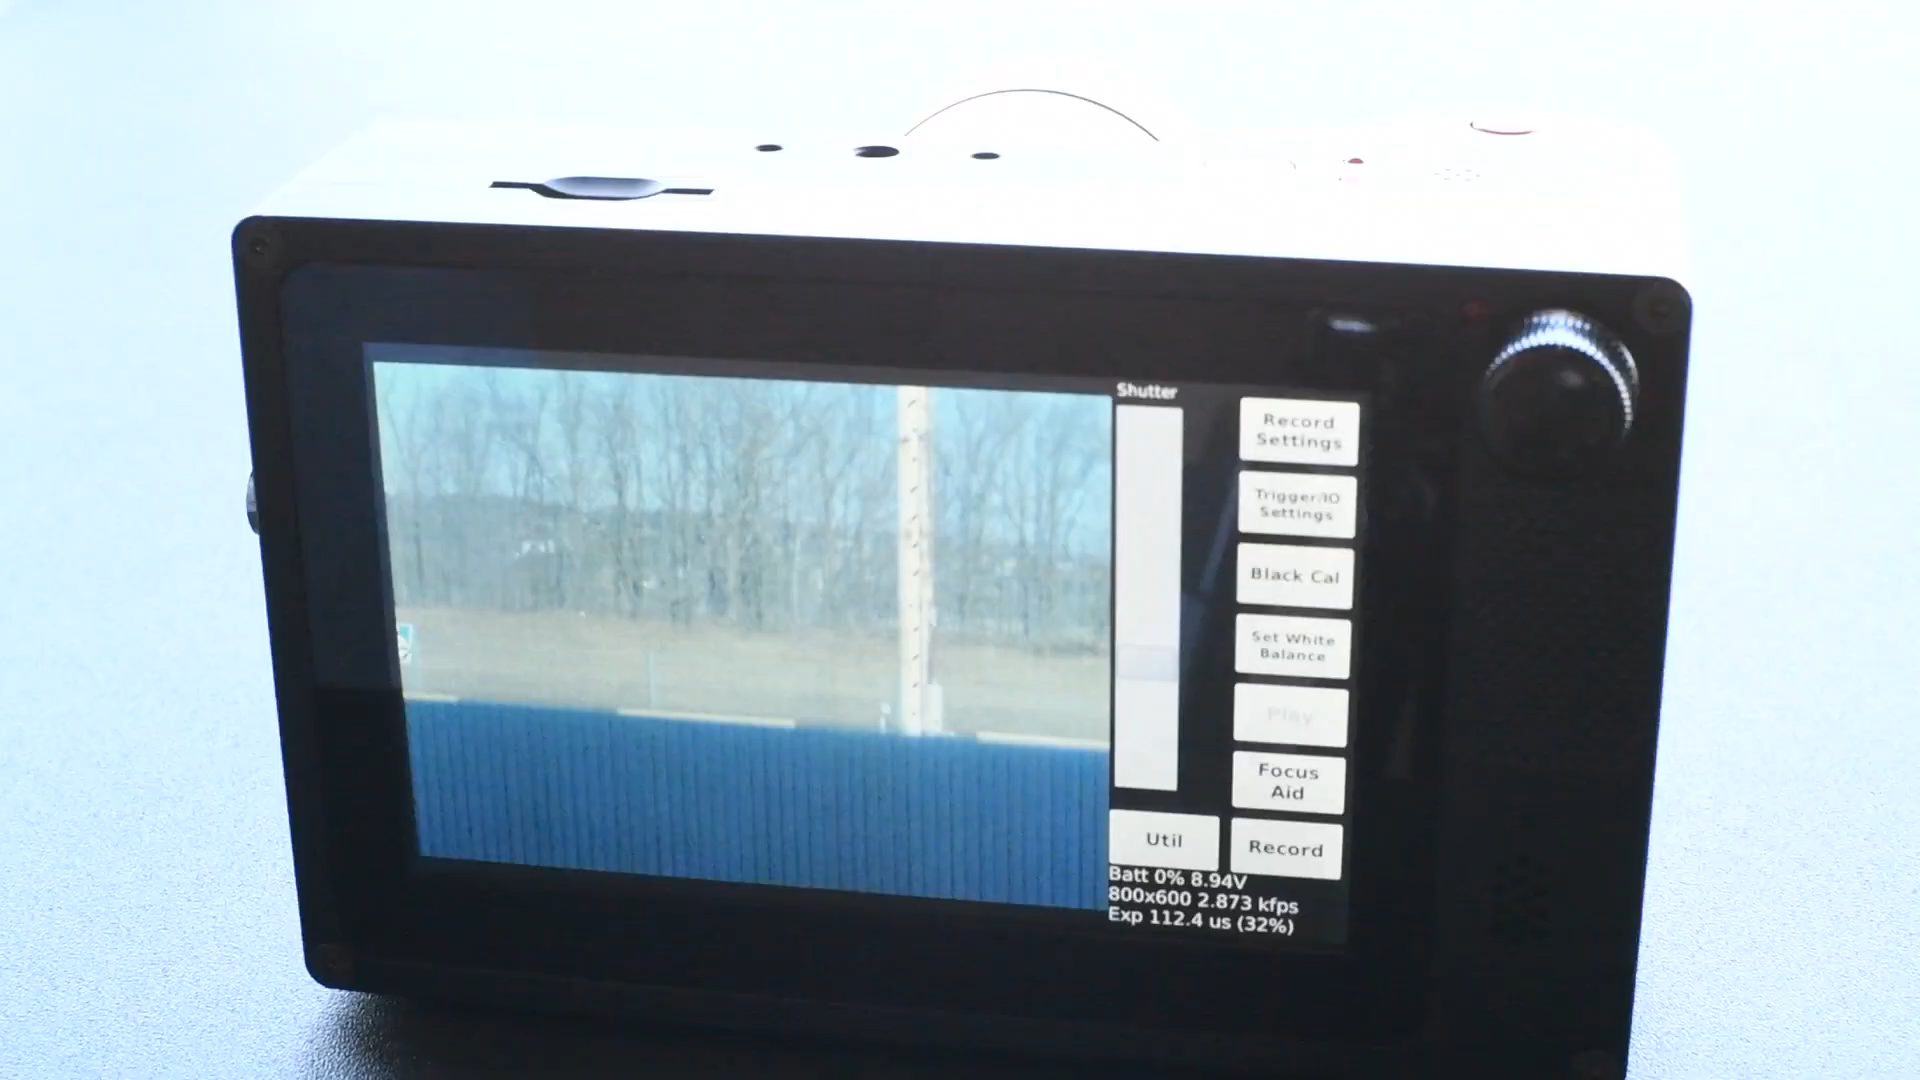 Shutter
Record
Settings
Trigger/IO
Settings
Black Cal
Set White
Balance
Play
Focus
Aid
Util
Record
Batt 0% 8.94V
800x600 2.873 kfps
Exp 112.4 us (32%)